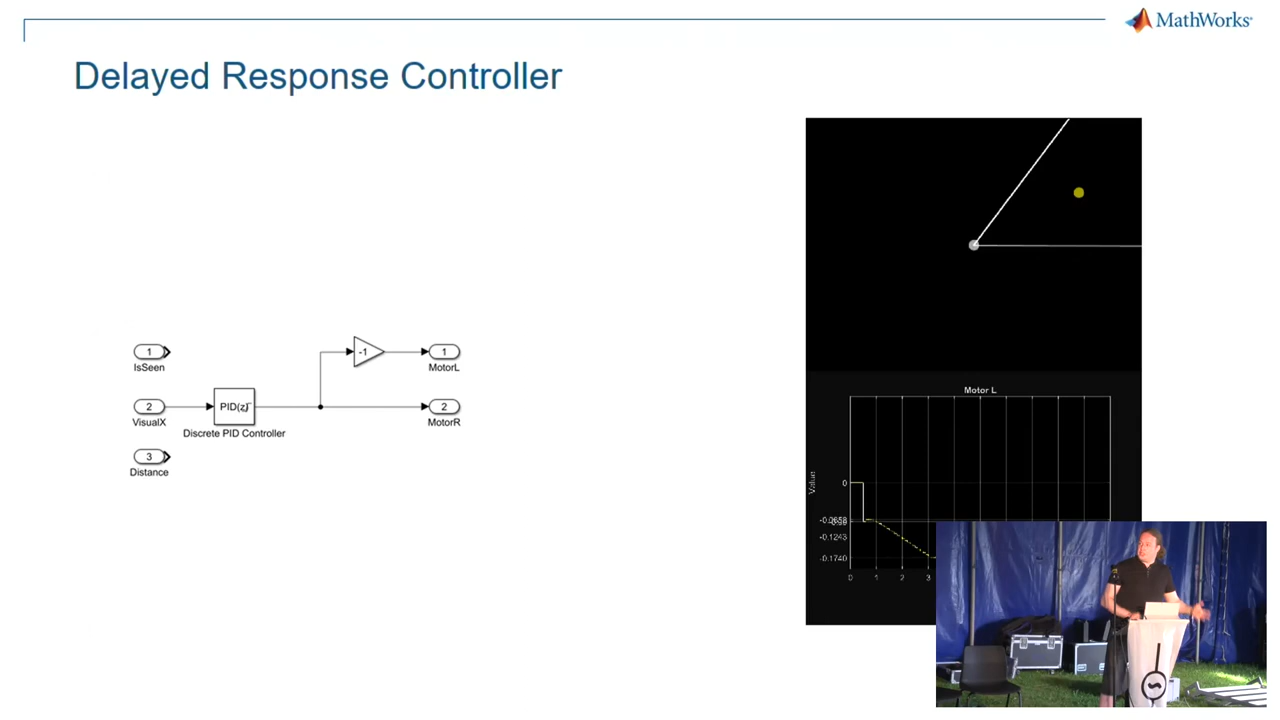 MathWorks
Delayed Response Controller
1
IsSeen
-1
1
MotorL
2
VisualX
PID(z)
Discrete PID Controller
2
MotorR
3
Distance
Motor L
Value
0
-0.1243
-0.1740
0 1 2 3